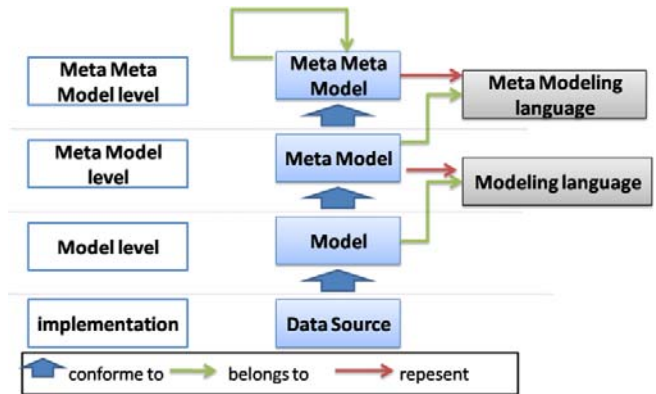 Meta Meta
Model level
Meta Meta
Model
Meta Modeling
language
Meta Model
level
Meta Model
Modeling language
Model level
Model
implementation
Data Source
conforme to
belongs to
repesent